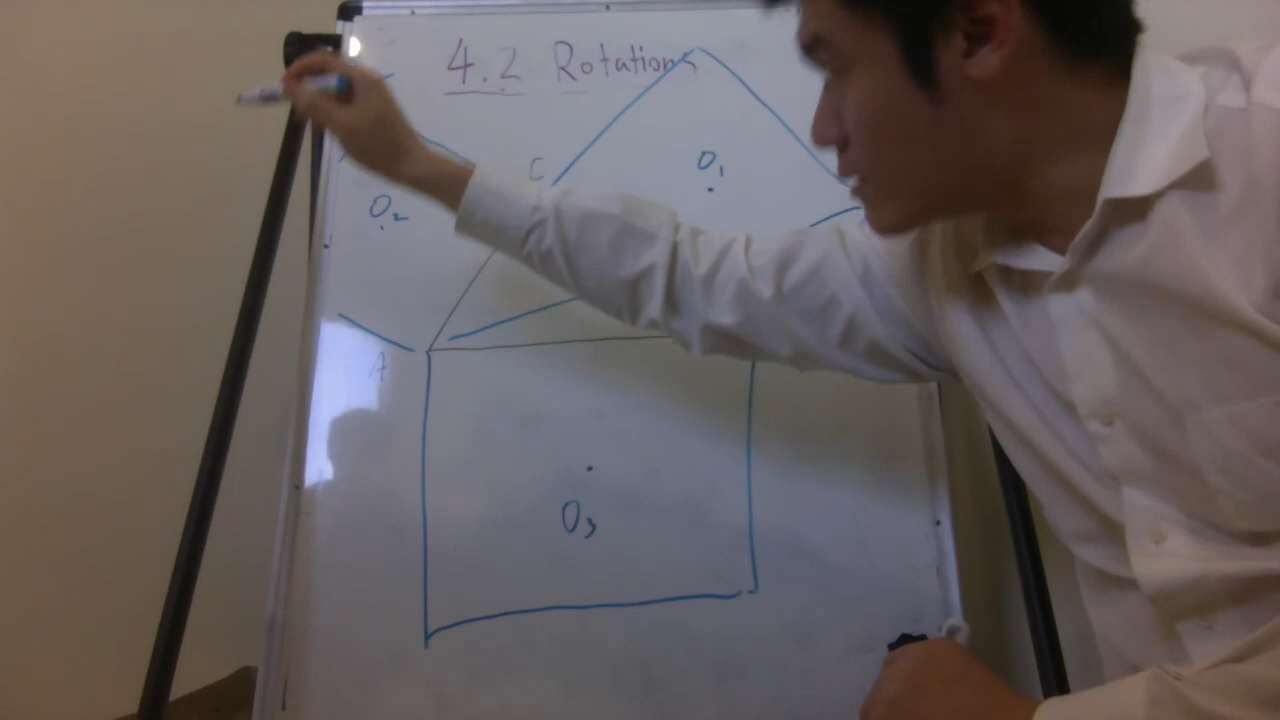 4.2 Rotations
C
O₁
O₂
A
O₃